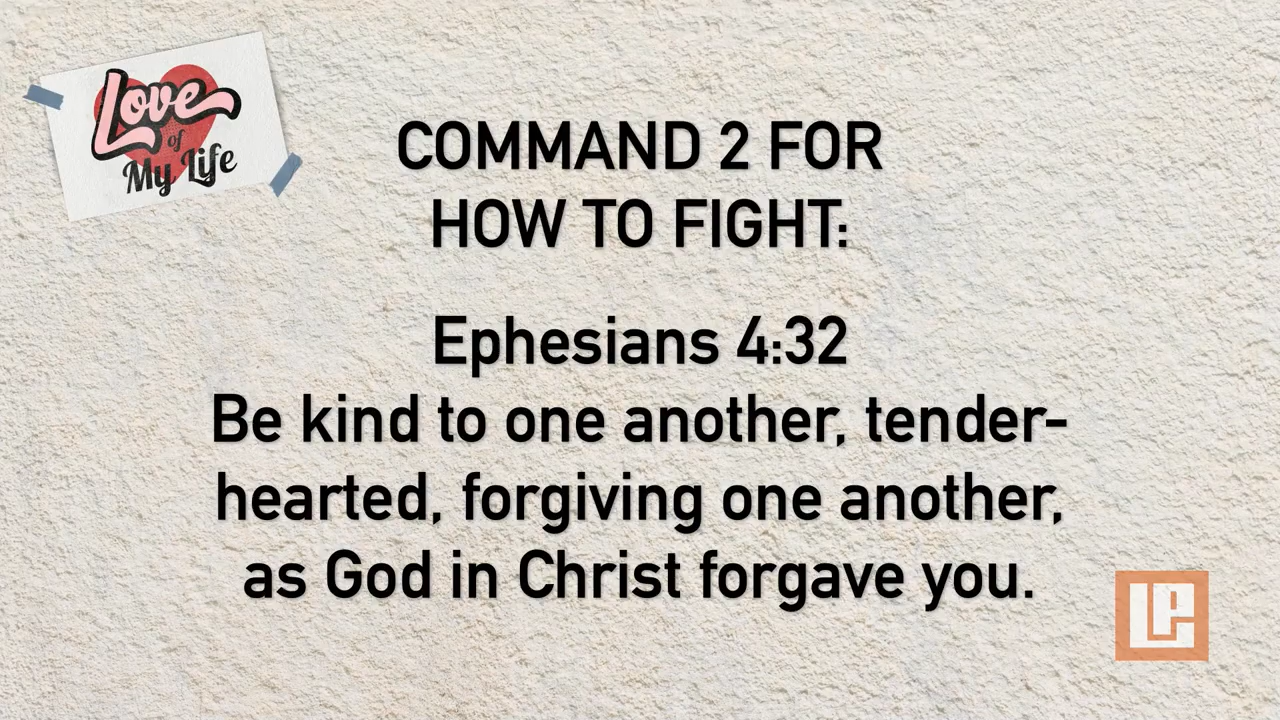 Love
of
My Life
COMMAND 2 FOR
HOW TO FIGHT:
Ephesians 4:32
Be kind to one another, tender-
hearted, forgiving one another,
as God in Christ forgave you.
LP